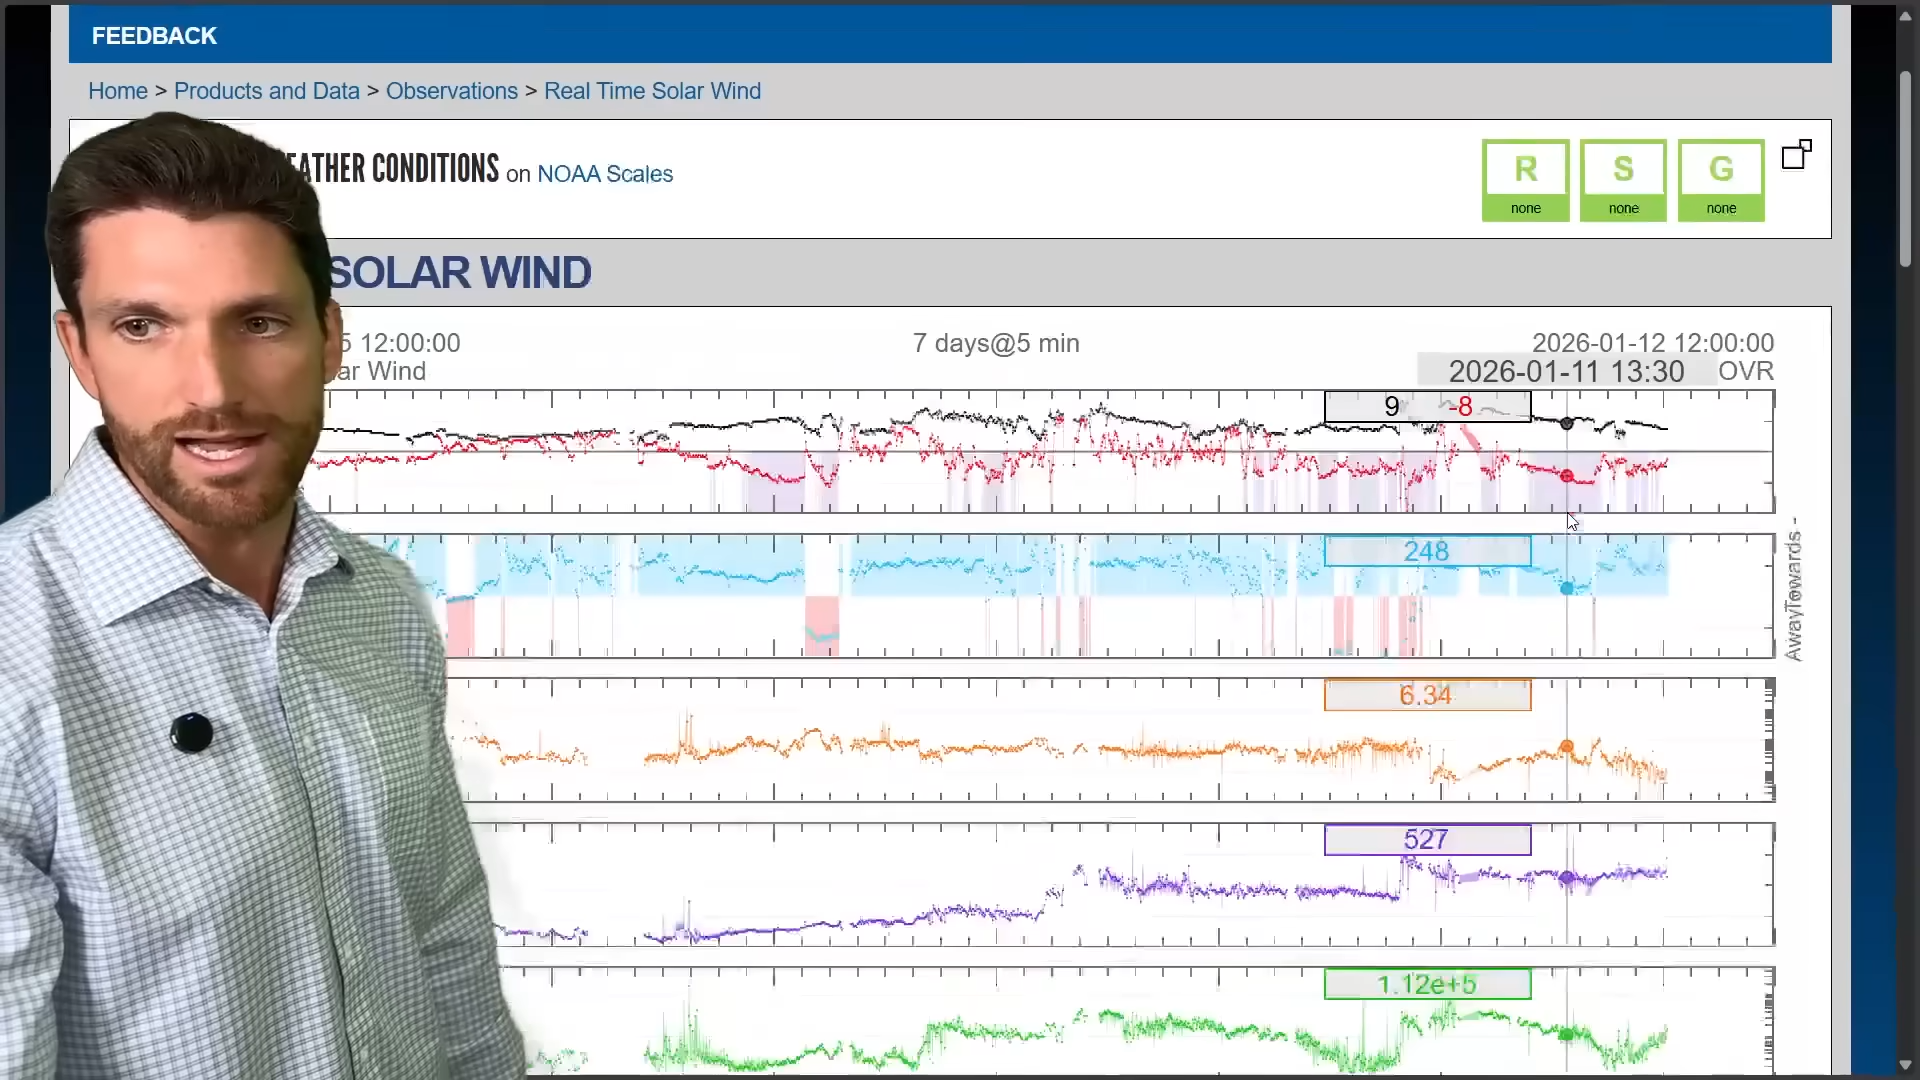 FEEDBACK
Home > Products and Data > Observations > Real Time Solar Wind
EATHER CONDITIONS on NOAA Scales
R
none
S
none
G
none
SOLAR WIND
5 12:00:00
7 days@5 min
2026-01-12 12:00:00
ar Wind
2026-01-11 13:30
OVR
9 -8
248
Away Towards -
6.34
527
1.12e+5